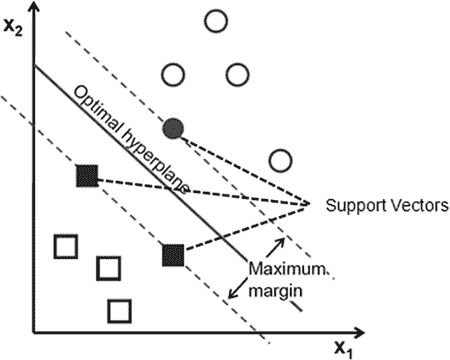 X2
Optimal hyperplane
Support Vectors
Maximum
margin
X1